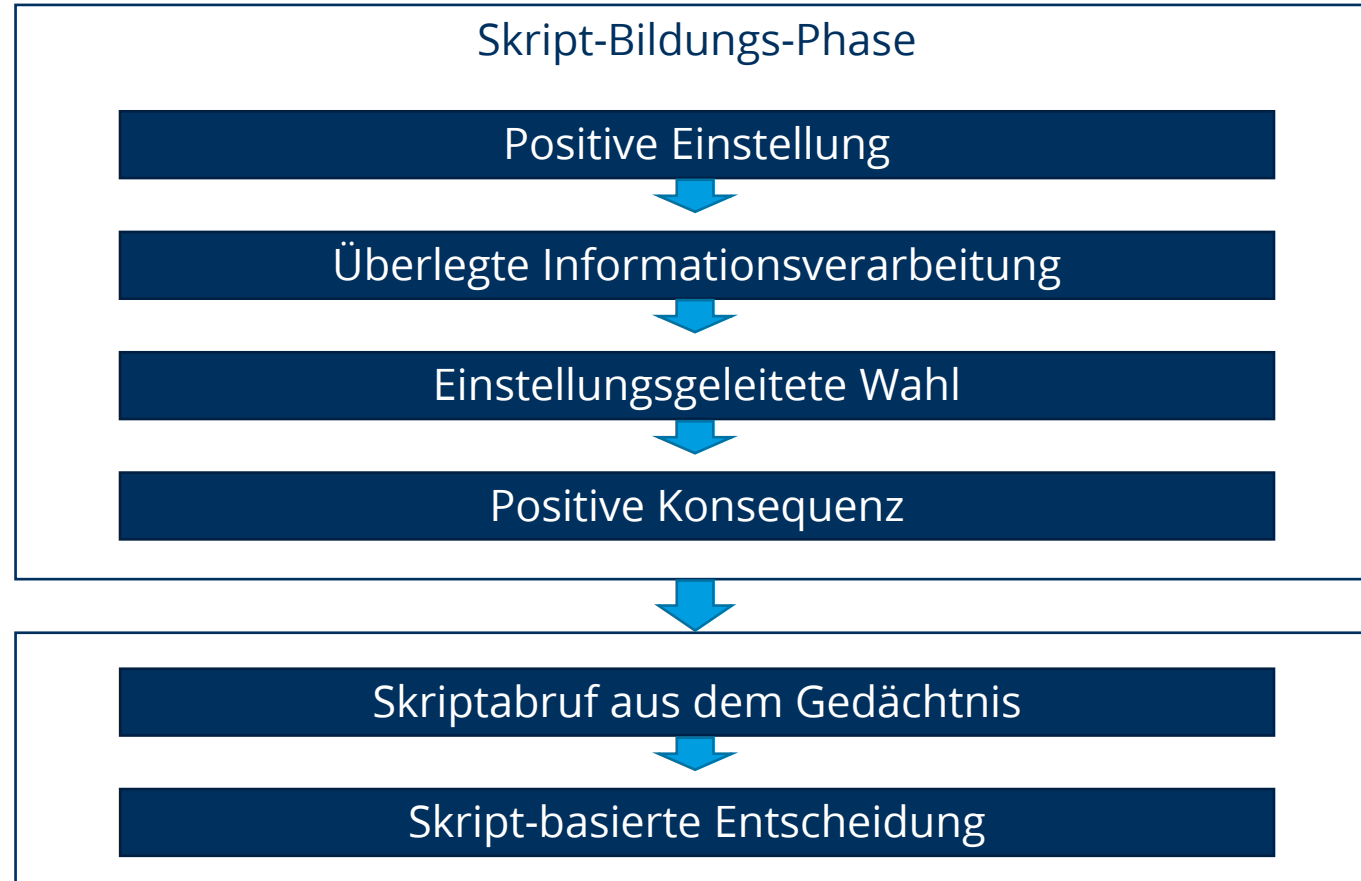 Skript-Bildungs-Phase
Positive Einstellung
Überlegte Informationsverarbeitung
Einstellungsgeleitete Wahl
Positive Konsequenz
Skriptabruf aus dem Gedächtnis
Skript-basierte Entscheidung